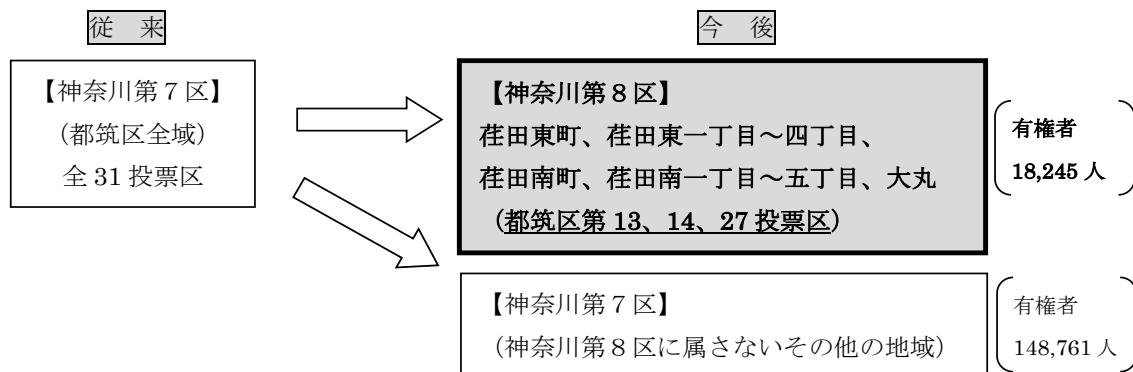 従　来
今　後
【神奈川第７区】
(都筑区全域)
全 31 投票区
【神奈川第８区】
荏田東町、荏田東一丁目～四丁目、
荏田南町、荏田南一丁目～五丁目、大丸
（都筑区第 13、14、27 投票区）
有権者
18,245 人
【神奈川第７区】
（神奈川第８区に属さないその他の地域）
有権者
148,761 人